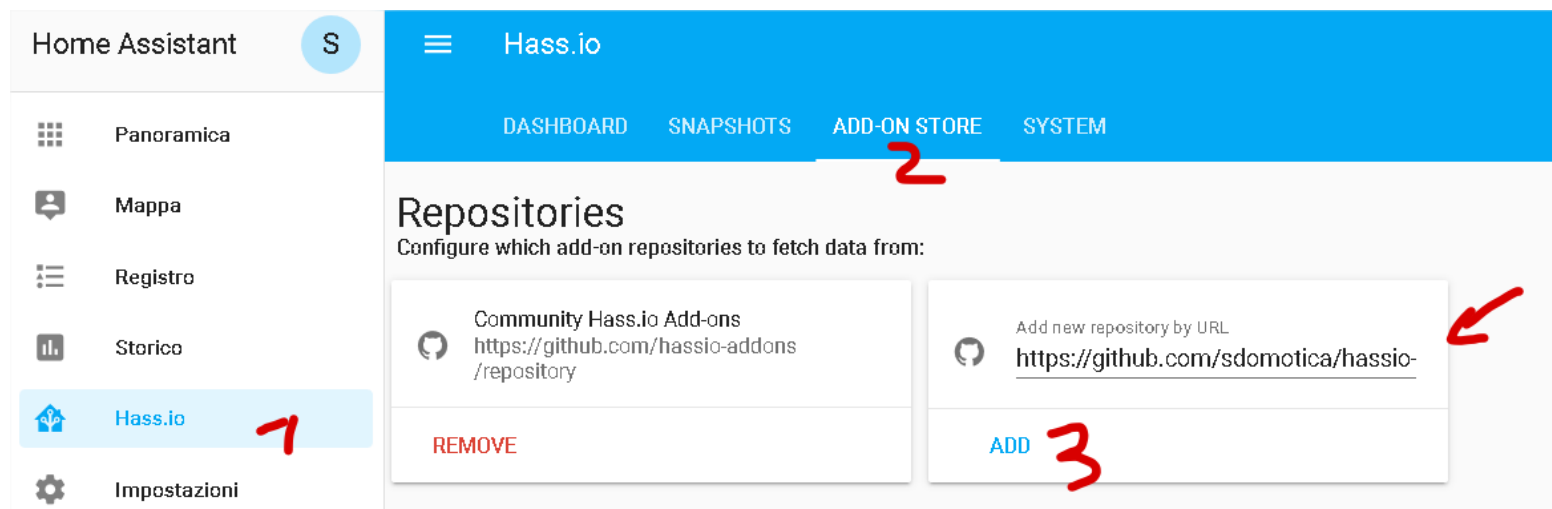 Home Assistant
S
Hass.io
DASHBOARD SNAPSHOTS ADD-ON STORE SYSTEM
2
Panoramica
Mappa
Registro
Storico
Hass.io
1
Impostazioni
Repositories
Configure which add-on repositories to fetch data from:
Community Hass.io Add-ons
https://github.com/hassio-addons
/repository
REMOVE
Add new repository by URL
https://github.com/sdomotica/hassio-
ADD
3